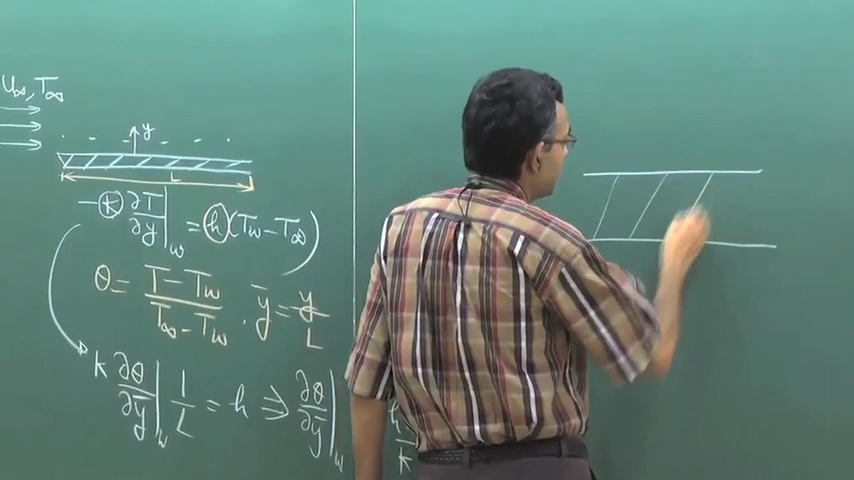 U∞, T∞
y
L
-k ∂T/∂y|w = h(Tw - T∞)
θ = T - Tw / T∞ - Tw . ȳ = y/L
k ∂θ/∂ȳ|w 1/L = h ⇒ ∂θ/∂ȳ|w h/k